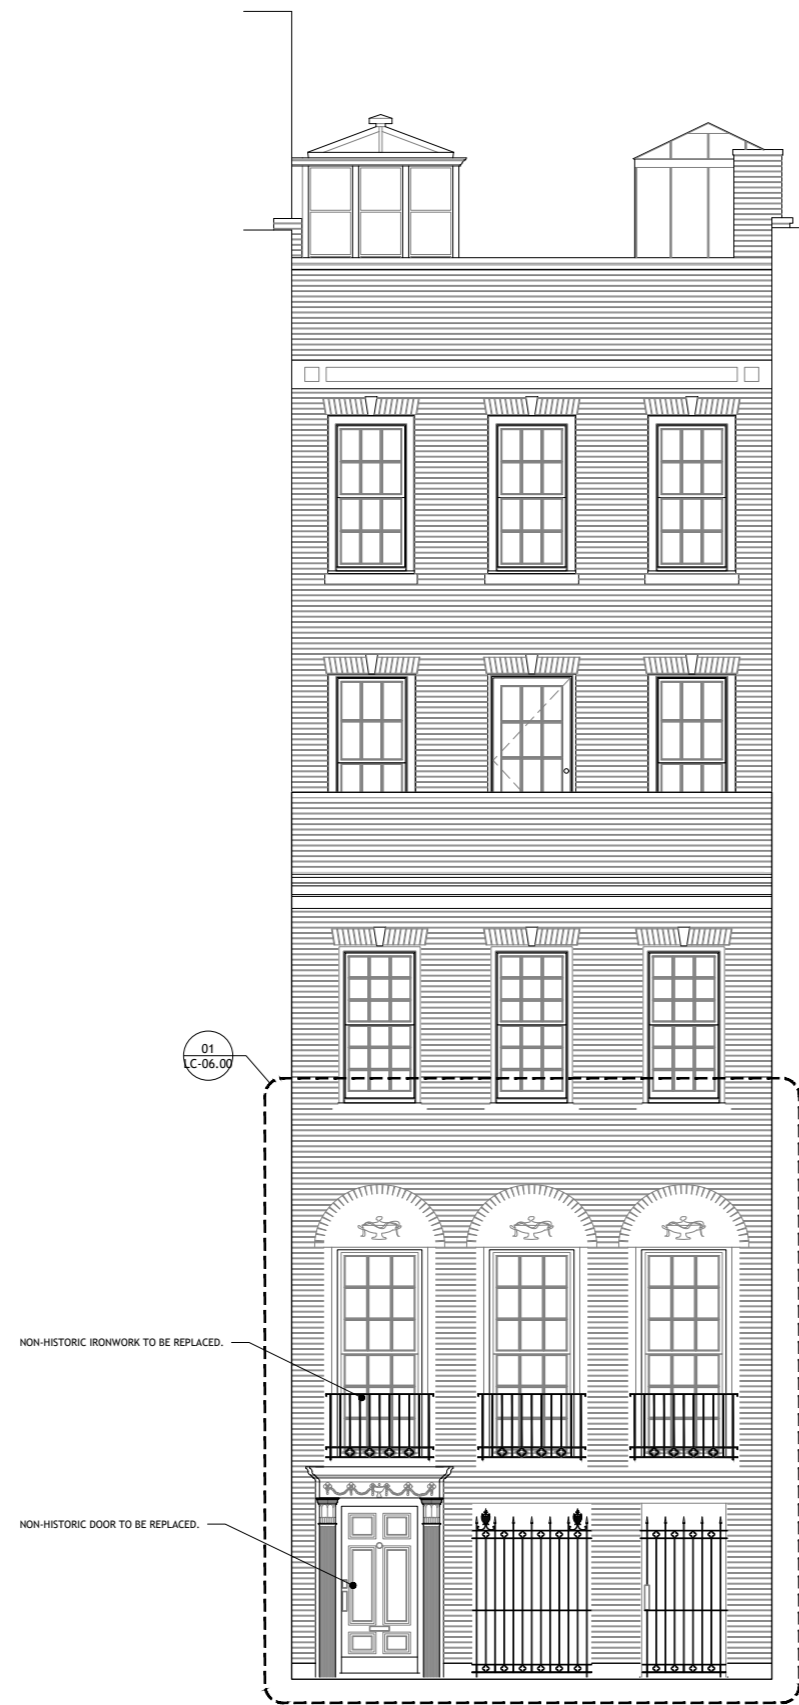 01
LC-06.00
NON-HISTORIC IRONWORK TO BE REPLACED.
NON-HISTORIC DOOR TO BE REPLACED.